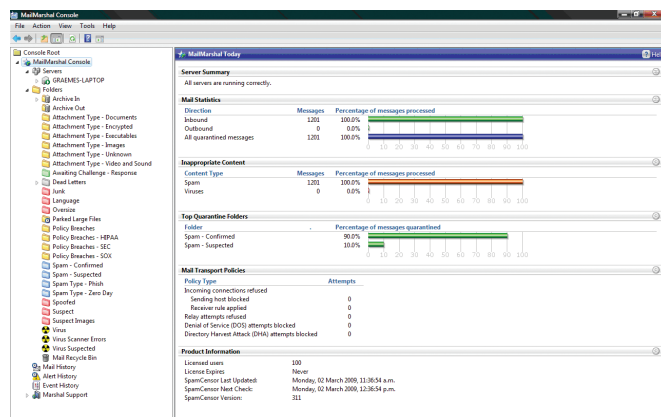 MailMarshal Console
File Action View Tools Help
Console Root
MailMarshal Console
Servers
GRAEMES-LAPTOP
Folders
Archive In
Archive Out
Attachment Type - Documents
Attachment Type - Encrypted
Attachment Type - Executables
Attachment Type - Images
Attachment Type - Unknown
Attachment Type - Video and Sound
Awaiting Challenge - Response
Dead Letters
Junk
Language
Oversize
Parked Large Files
Policy Breaches
Policy Breaches - HIPAA
Policy Breaches - SEC
Policy Breaches - SOX
Spam - Confirmed
Spam - Suspected
Spam Type - Phish
Spam Type - Zero Day
Spoofed
Suspect
Suspect Images
Virus
Virus Scanner Errors
Virus Suspected
Mail Recycle Bin
Mail History
Alert History
Event History
Marshal Support
MailMarshal Today Hel
Server Summary
All servers are running correctly.
Mail Statistics
Direction Messages Percentage of messages processed
Inbound 1201 100.0%
Outbound 0 0.0%
All quarantined messages 1201 100.0%
0 10 20 30 40 50 60 70 80 90 100
Inappropriate Content
Content Type Messages Percentage of messages processed
Spam 1201 100.0%
Viruses 0 0.0%
0 10 20 30 40 50 60 70 80 90 100
Top Quarantine Folders
Folder Percentage of messages quarantined
Spam - Confirmed 90.0%
Spam - Suspected 10.0%
0 10 20 30 40 50 60 70 80 90 100
Mail Transport Policies
Policy Type Attempts
Incoming connections refused
Sending host blocked 0
Receiver rule applied 0
Relay attempts refused 0
Denial of Service (DOS) attempts blocked 0
Directory Harvest Attack (DHA) attempts blocked 0
Product Information
Licensed users 100
License Expires Never
SpamCensor Last Updated: Monday, 02 March 2009, 11:36:54 a.m.
SpamCensor Next Check: Monday, 02 March 2009, 12:36:54 p.m.
SpamCensor Version: 311